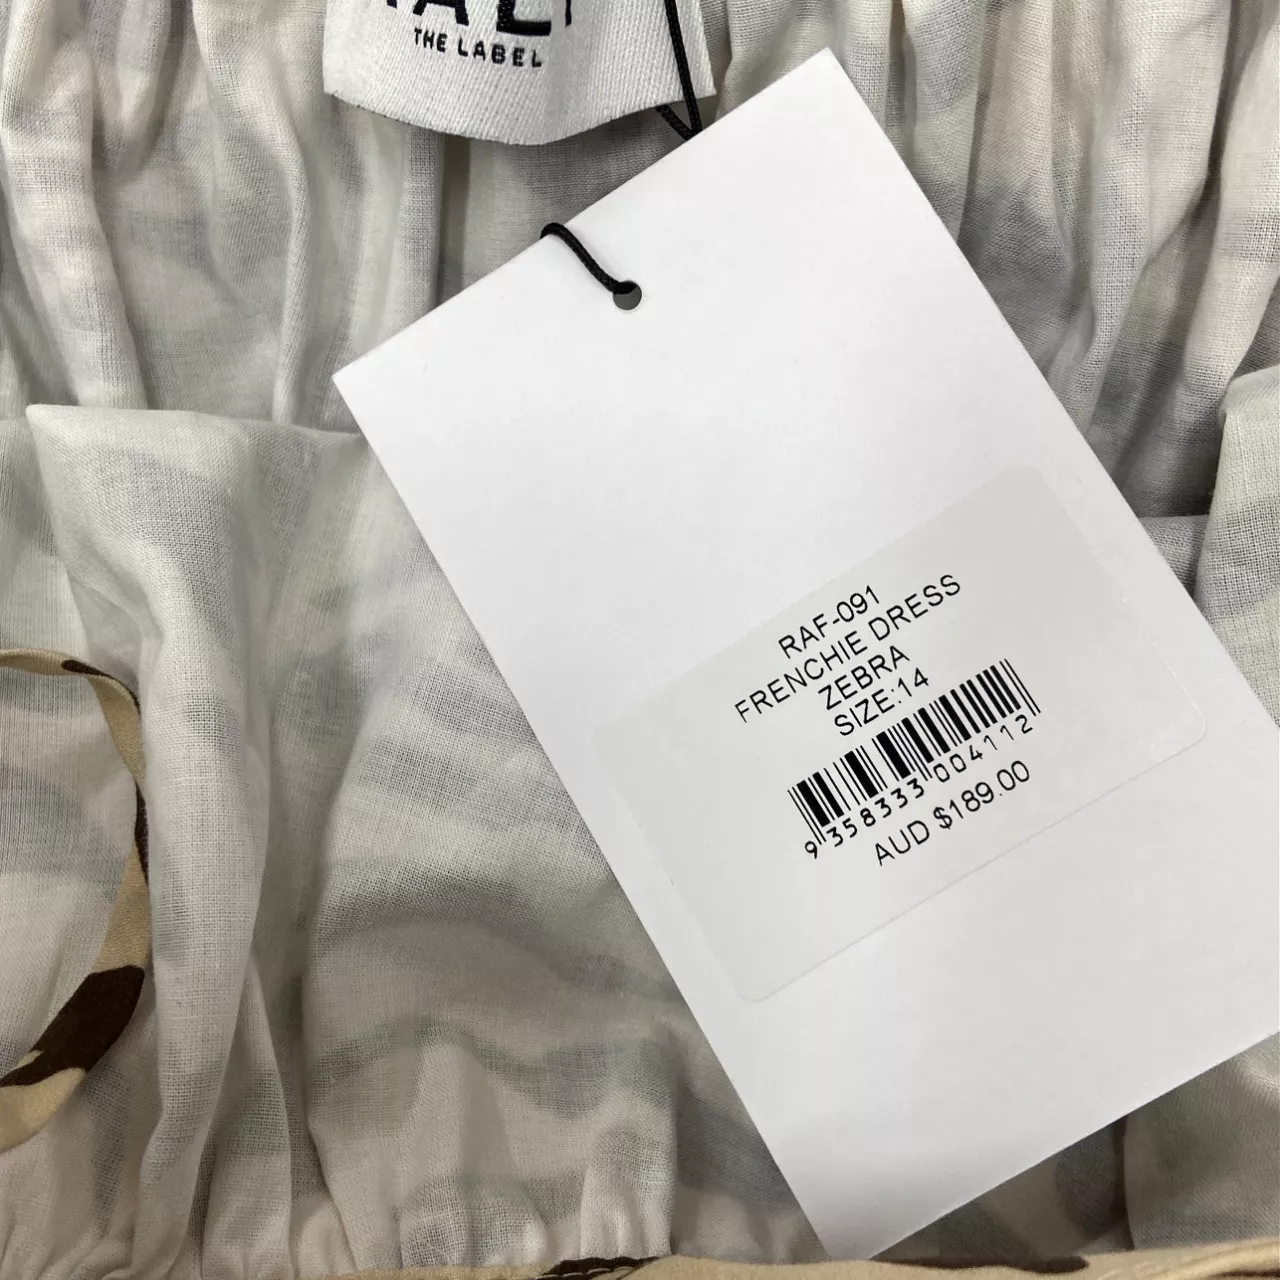 THE LABEL
RAF-091
FRENCHIE DRESS
ZEBRA
SIZE:14
9 358333 004112
AUD $189.00